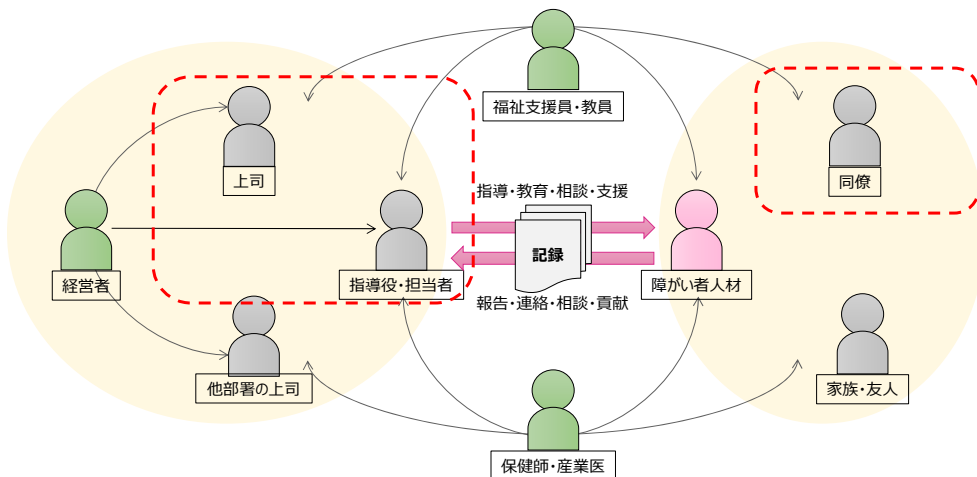 福祉支援員・教員
上司
同僚
指導・教育・相談・支援
記録
経営者
指導役・担当者
障がい者人材
報告・連絡・相談・貢献
他部署の上司
家族・友人
保健師・産業医